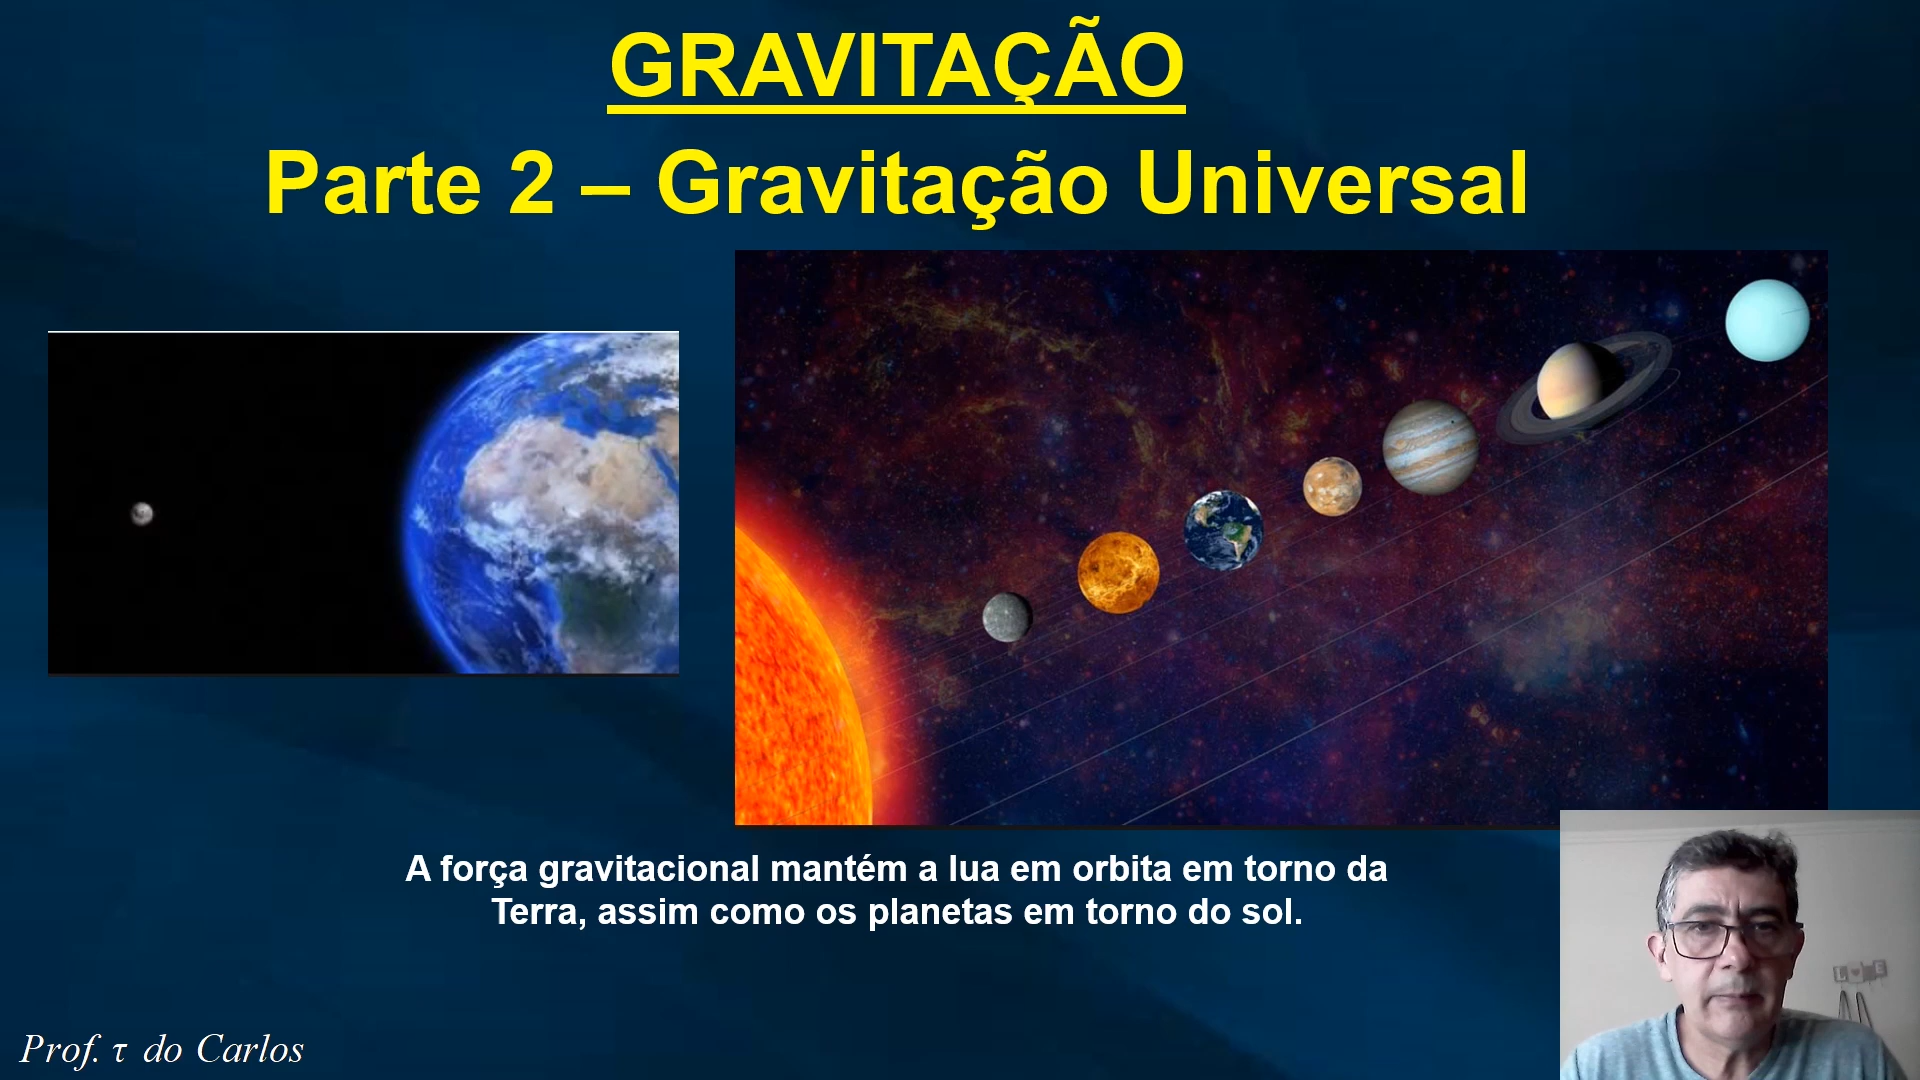 GRAVITAÇÃO
Parte 2 – Gravitação Universal
A força gravitacional mantém a lua em orbita em torno da
Terra, assim como os planetas em torno do sol.
Prof. τ do Carlos